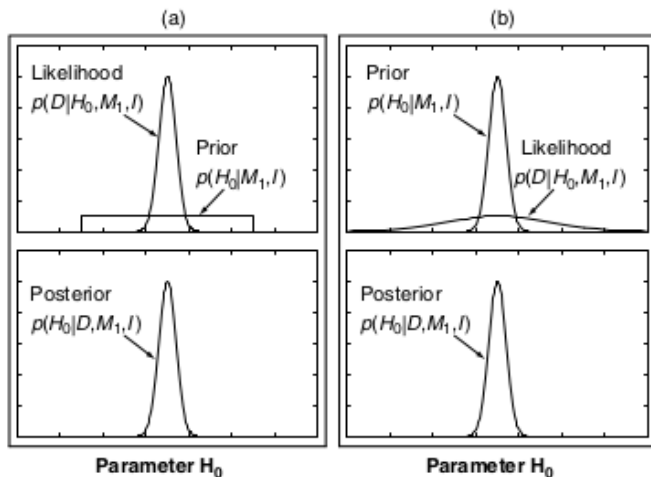 (a)
Likelihood
p(D|H₀,M₁,I)
Prior
p(H₀|M₁,I)
Posterior
p(H₀|D,M₁,I)
Parameter H₀
(b)
Prior
p(H₀|M₁,I)
Likelihood
p(D|H₀,M₁,I)
Posterior
p(H₀|D,M₁,I)
Parameter H₀